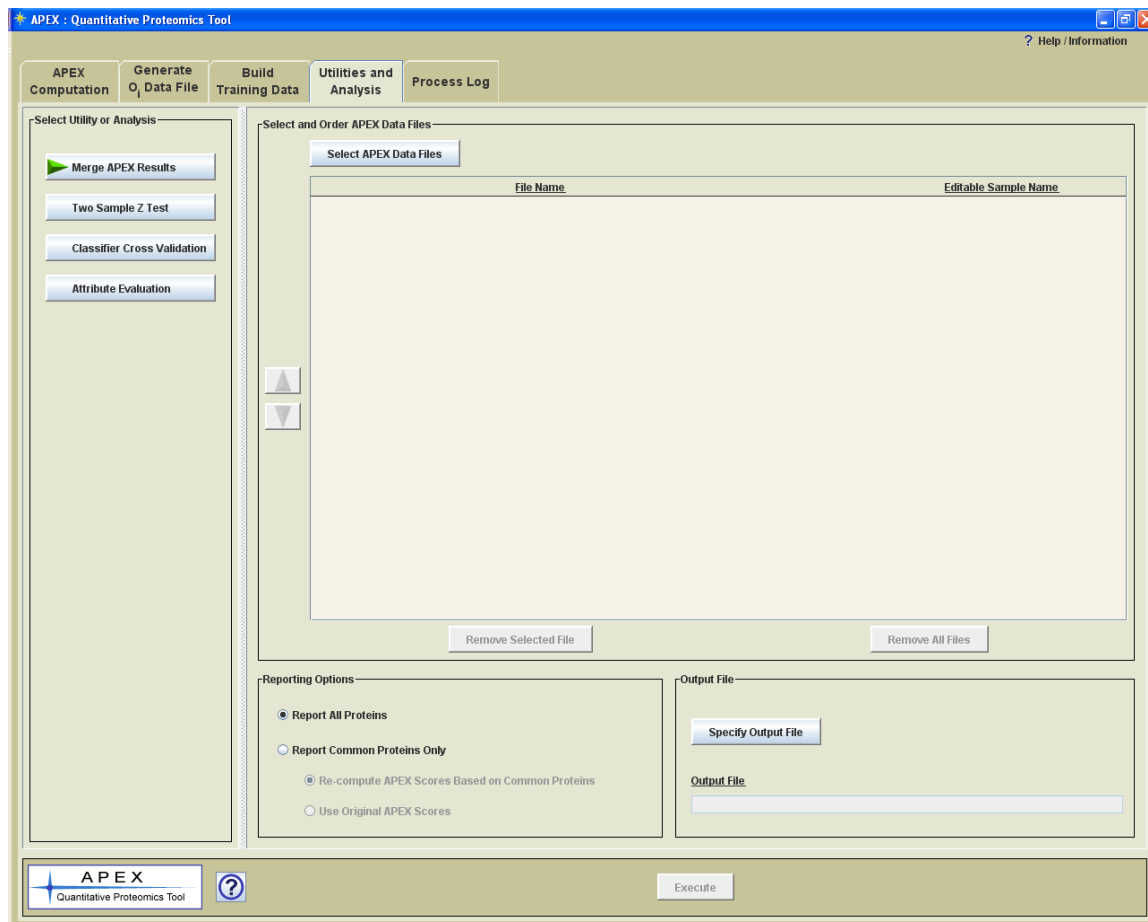 APEX : Quantitative Proteomics Tool
? Help / Information
APEX Computation
Generate Oi Data File
Build Training Data
Utilities and Analysis
Process Log
Select Utility or Analysis
Merge APEX Results
Two Sample Z Test
Classifier Cross Validation
Attribute Evaluation
Select and Order APEX Data Files
Select APEX Data Files
File Name
Editable Sample Name
Remove Selected File
Remove All Files
Reporting Options
Report All Proteins
Report Common Proteins Only
Re-compute APEX Scores Based on Common Proteins
Use Original APEX Scores
Output File
Specify Output File
Output File
APEX
Quantitative Proteomics Tool
?
Execute